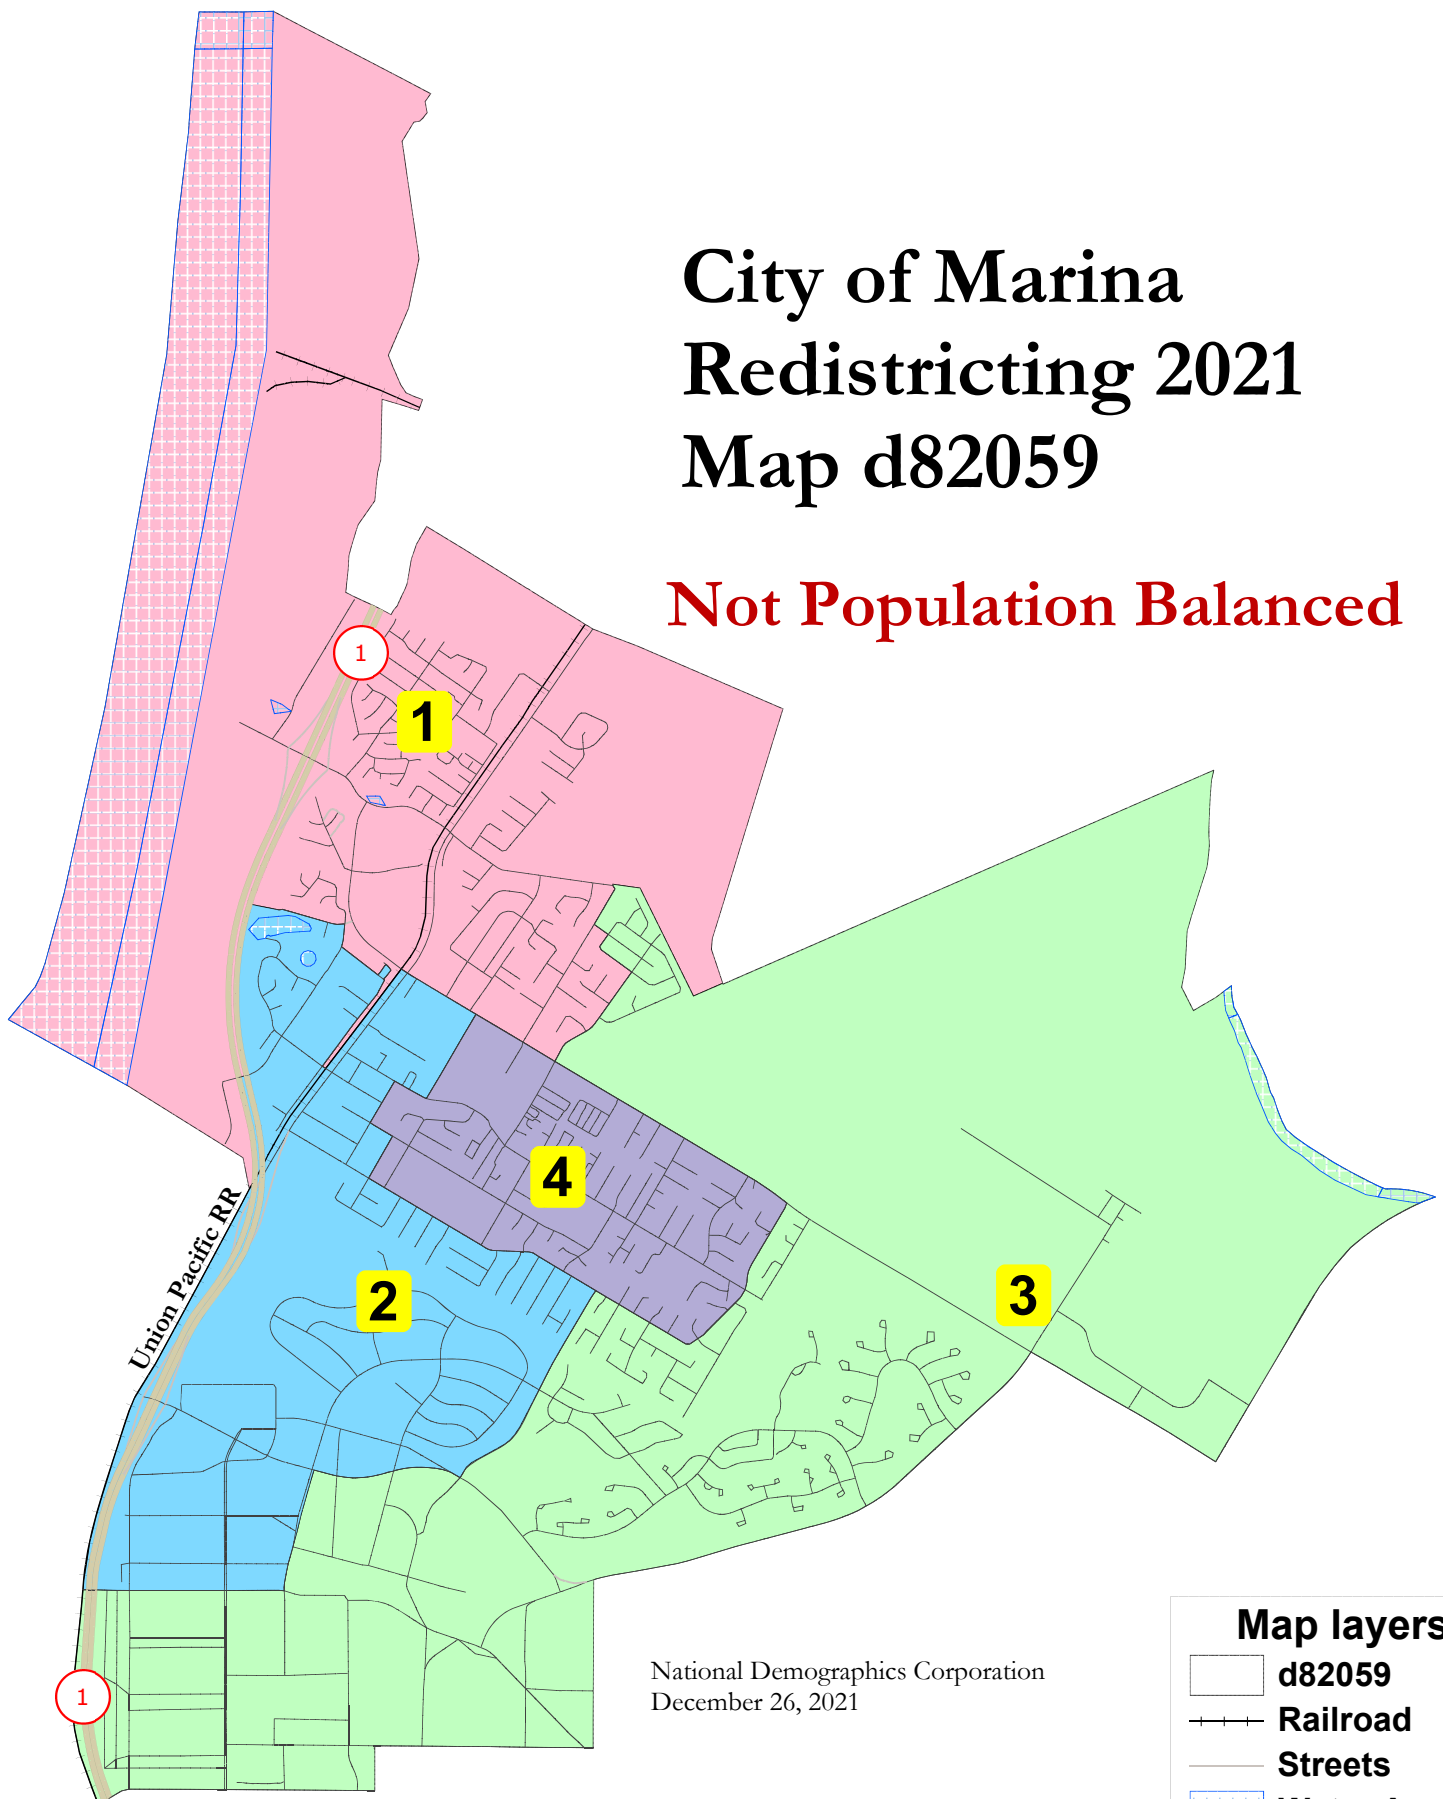 City of Marina
Redistricting 2021
Map d82059
Not Population Balanced
1
1
4
3
2
Union Pacific RR
1
National Demographics Corporation
December 26, 2021
Map layers
d82059
Railroad
Streets